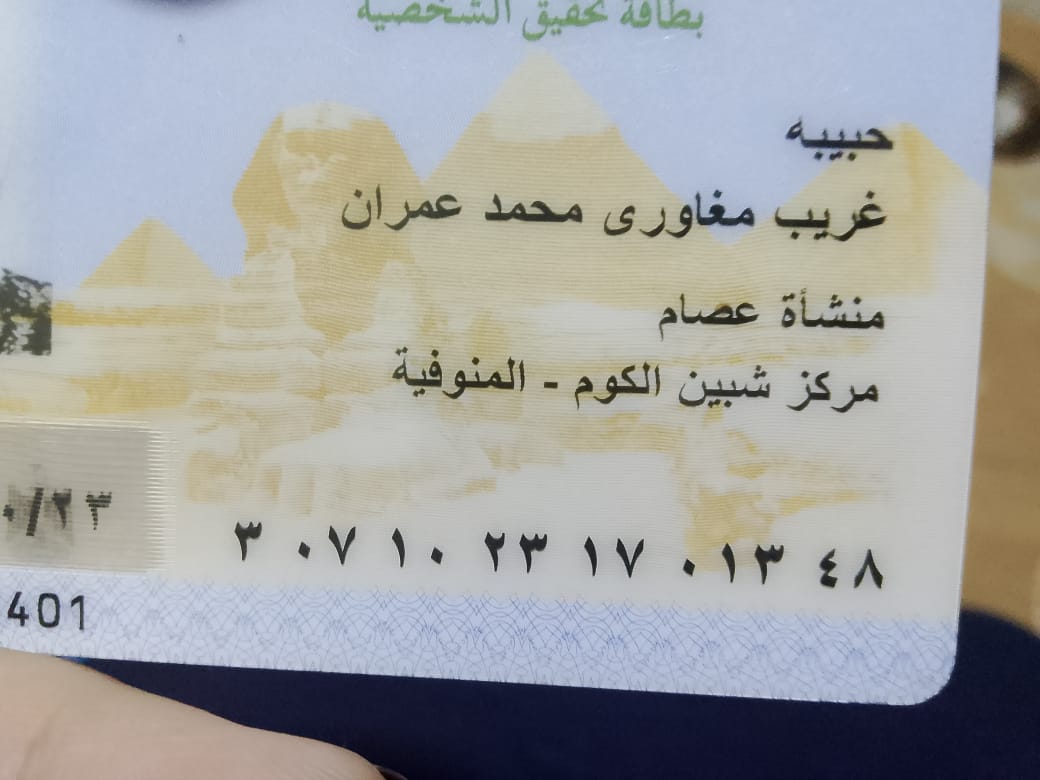 بطاقة تحقيق الشخصية
حبيبه
غريب مغاورى محمد عمران
منشأة عصام
مركز شبين الكوم - المنوفية
٣ ٠٧ ١٠ ٢٣ ١٧ ٠١٣ ٤٨
401